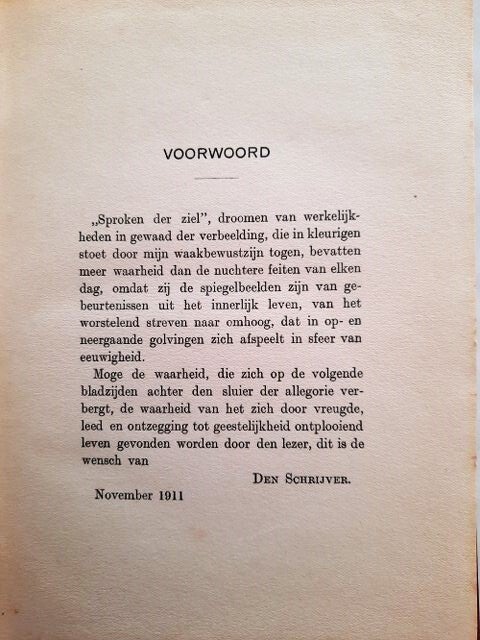 VOORWOORD
„Sproken der ziel”, droomen van werkelijk-
heden in gewaad der verbeelding, die in kleurigen
stoet door mijn waakbewustzijn togen, bevatten
meer waarheid dan de nuchtere feiten van elken
dag, omdat zij de spiegelbeelden zijn van ge-
beurtenissen uit het innerlijk leven, van het
worstelend streven naar omhoog, dat in op- en
neergaande golvingen zich afspeelt in sfeer van
eeuwigheid.
Moge de waarheid, die zich op de volgende
bladzijden achter den sluier der allegorie ver-
bergt, de waarheid van het zich door vreugde,
leed en ontzegging tot geestelijkheid ontplooiend
leven gevonden worden door den lezer, dit is de
wensch van
DEN SCHRIJVER.
November 1911